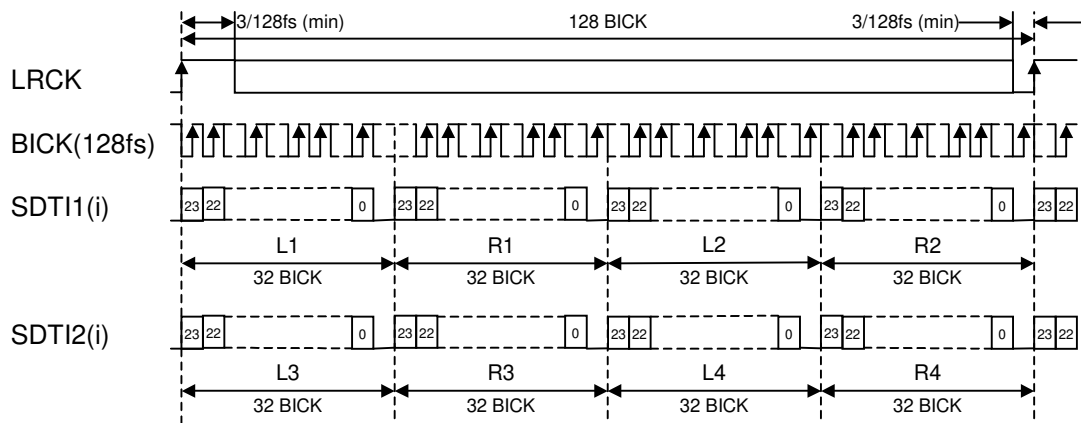 3/128fs (min) 128 BICK 3/128fs (min)
LRCK
BICK(128fs)
SDTI1(i) 23 22 0 23 22 0 23 22 0 23 22 0 23 22
L1 R1 L2 R2
32 BICK 32 BICK 32 BICK 32 BICK
SDTI2(i) 23 22 0 23 22 0 23 22 0 23 22 0 23 22
L3 R3 L4 R4
32 BICK 32 BICK 32 BICK 32 BICK